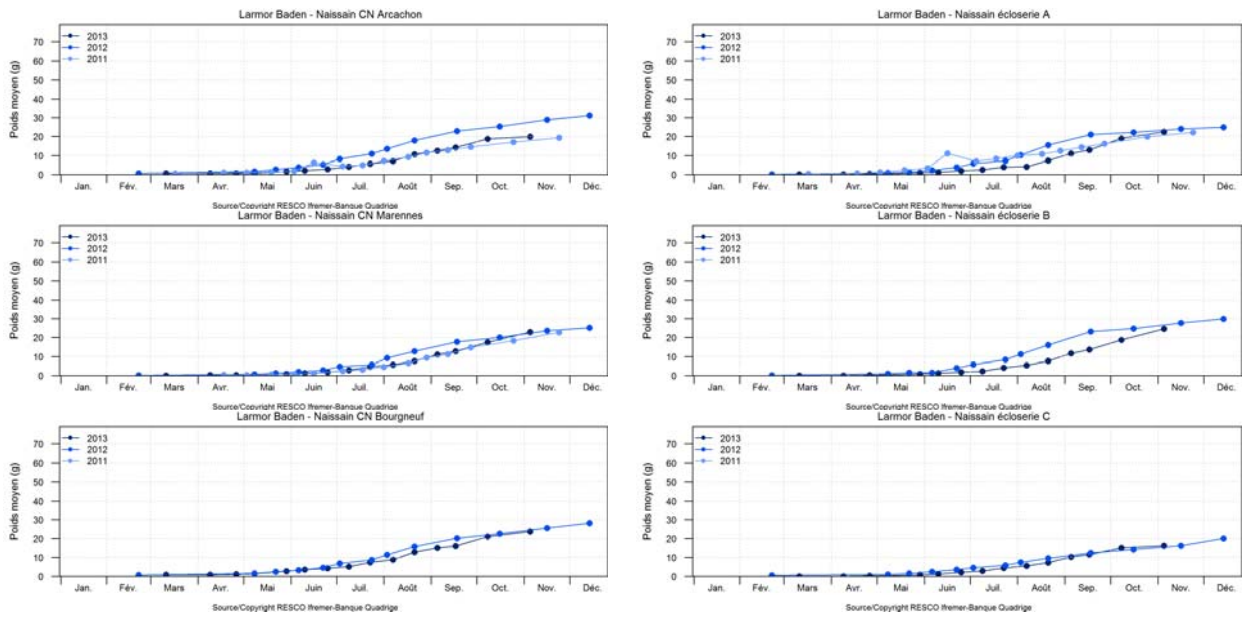 Larmor Baden - Naissain CN Arcachon
Poids moyen (g)
70
60
50
40
30
20
10
0
2013
2012
2011
Jan. Fév. Mars Avr. Mai Juin Juil. Août Sep. Oct. Nov. Déc.
Source/Copyright RESCO Ifremer-Banque Quadrige
Larmor Baden - Naissain écloserie A
Poids moyen (g)
70
60
50
40
30
20
10
0
2013
2012
2011
Jan. Fév. Mars Avr. Mai Juin Juil. Août Sep. Oct. Nov. Déc.
Source/Copyright RESCO Ifremer-Banque Quadrige
Larmor Baden - Naissain CN Marennes
Poids moyen (g)
70
60
50
40
30
20
10
0
2013
2012
2011
Jan. Fév. Mars Avr. Mai Juin Juil. Août Sep. Oct. Nov. Déc.
Source/Copyright RESCO Ifremer-Banque Quadrige
Larmor Baden - Naissain écloserie B
Poids moyen (g)
70
60
50
40
30
20
10
0
2013
2012
2011
Jan. Fév. Mars Avr. Mai Juin Juil. Août Sep. Oct. Nov. Déc.
Source/Copyright RESCO Ifremer-Banque Quadrige
Larmor Baden - Naissain CN Bourgneuf
Poids moyen (g)
70
60
50
40
30
20
10
0
2013
2012
2011
Jan. Fév. Mars Avr. Mai Juin Juil. Août Sep. Oct. Nov. Déc.
Source/Copyright RESCO Ifremer-Banque Quadrige
Larmor Baden - Naissain écloserie C
Poids moyen (g)
70
60
50
40
30
20
10
0
2013
2012
2011
Jan. Fév. Mars Avr. Mai Juin Juil. Août Sep. Oct. Nov. Déc.
Source/Copyright RESCO Ifremer-Banque Quadrige